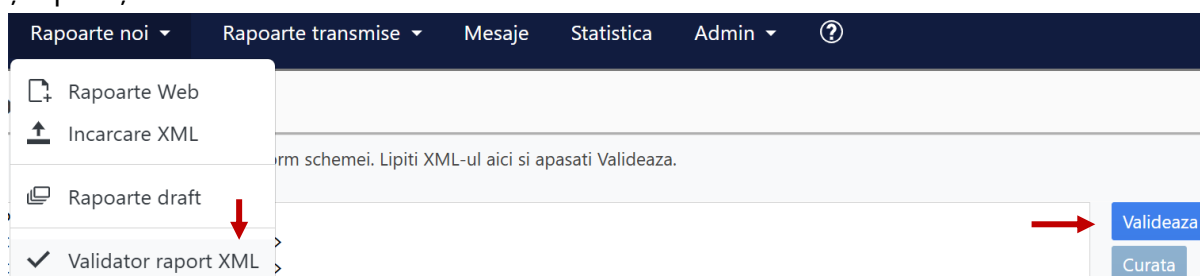 Rapoarte noi Rapoarte transmise Mesaje Statistica Admin ?
Rapoarte Web
Incarcare XML
schemei. Lipiti XML-ul aici si apasati Valideaza.
Rapoarte draft
Valideaza
Validator raport XML >
Curata